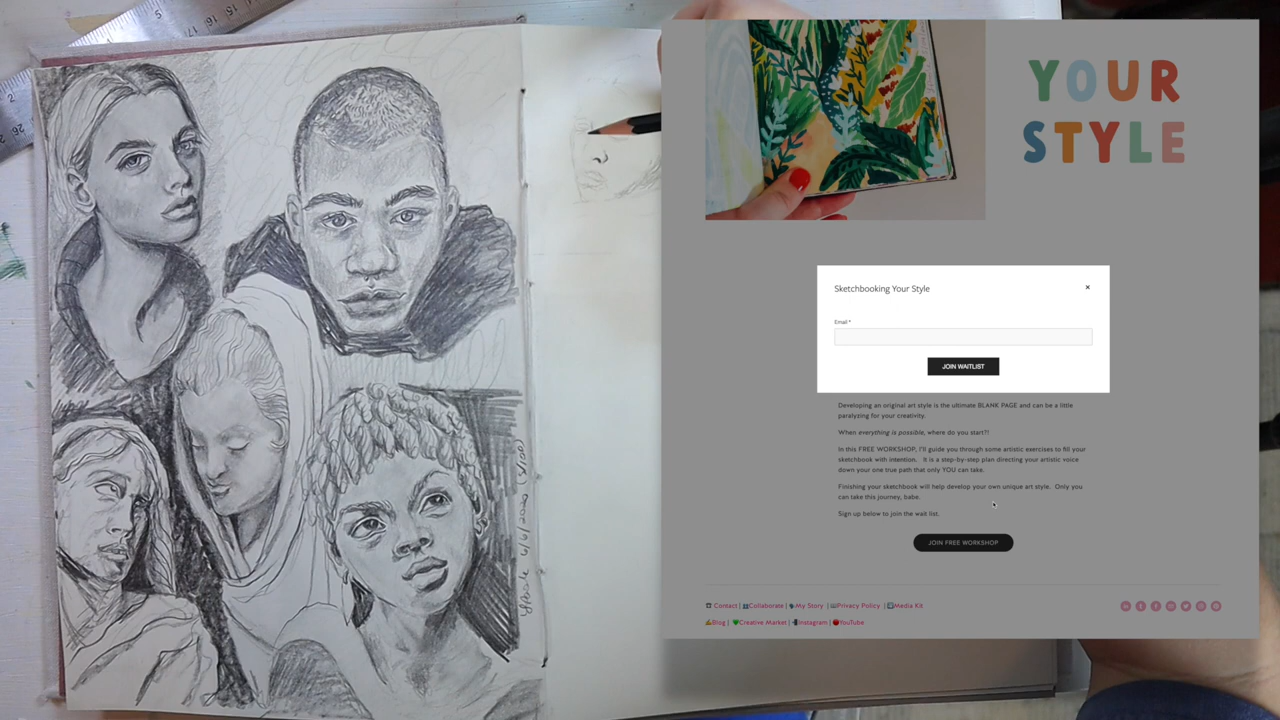 YOUR
STYLE
Sketchbooking Your Style
×
Email *
JOIN WAITLIST
Developing an original art style is the ultimate BLANK PAGE and can be a little
paralyzing for your creativity.
When everything is possible, where do you start?!
In this FREE WORKSHOP, I'll guide you through some artistic exercises to fill your
sketchbook with intention. It is a step-by-step plan directing your artistic voice
down your one true path that only YOU can take.
Finishing your sketchbook will help develop your own unique art style. Only you
can take this journey, babe.
Sign up below to join the wait list.
JOIN FREE WORKSHOP
Contact | Collaborate | My Story | Privacy Policy | Media Kit
Blog | Creative Market | Instagram | YouTube
6/6/2020 (5/100)